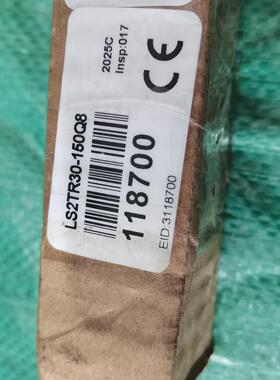 2025C
Insp:017
CE
LS2TR30-150Q8
118700
EID:3118700